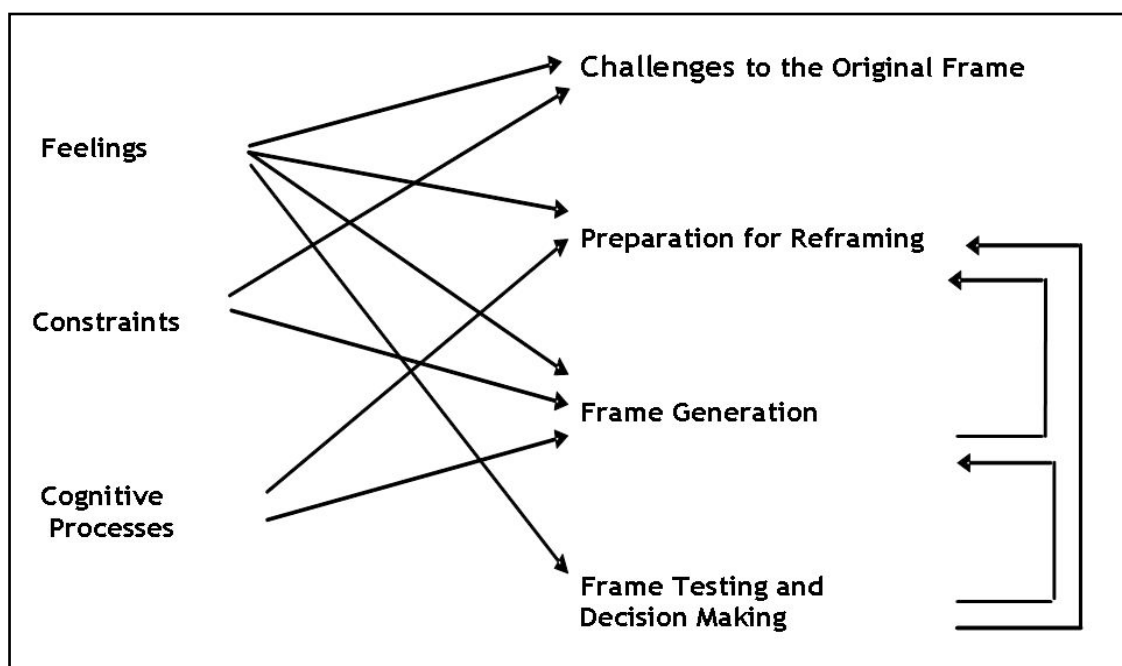 Challenges to the Original Frame
Feelings
Preparation for Reframing
Constraints
Frame Generation
Cognitive
Processes
Frame Testing and
Decision Making